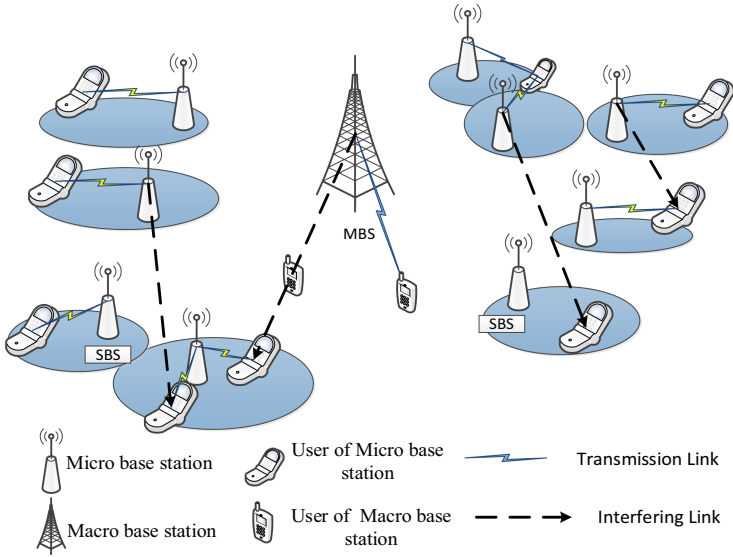 MBS
SBS
SBS
Micro base station
User of Micro base
station
Transmission Link
Macro base station
User of Macro base
station
Interfering Link